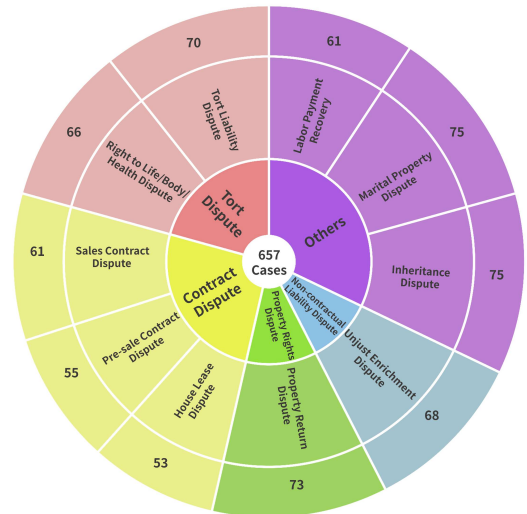 657
Cases
Others
Labor Payment
Recovery
61
Marital Property
Dispute
75
Inheritance
Dispute
75
Non-contractual
Liability Dispute
Unjust Enrichment
Dispute
68
Property Rights
Dispute
Property Return
Dispute
73
Contract
Dispute
House Lease
Dispute
53
Pre-sale Contract
Dispute
55
Sales Contract
Dispute
61
Tort
Dispute
Right to Life/Body/
Health Dispute
66
Tort Liability
Dispute
70